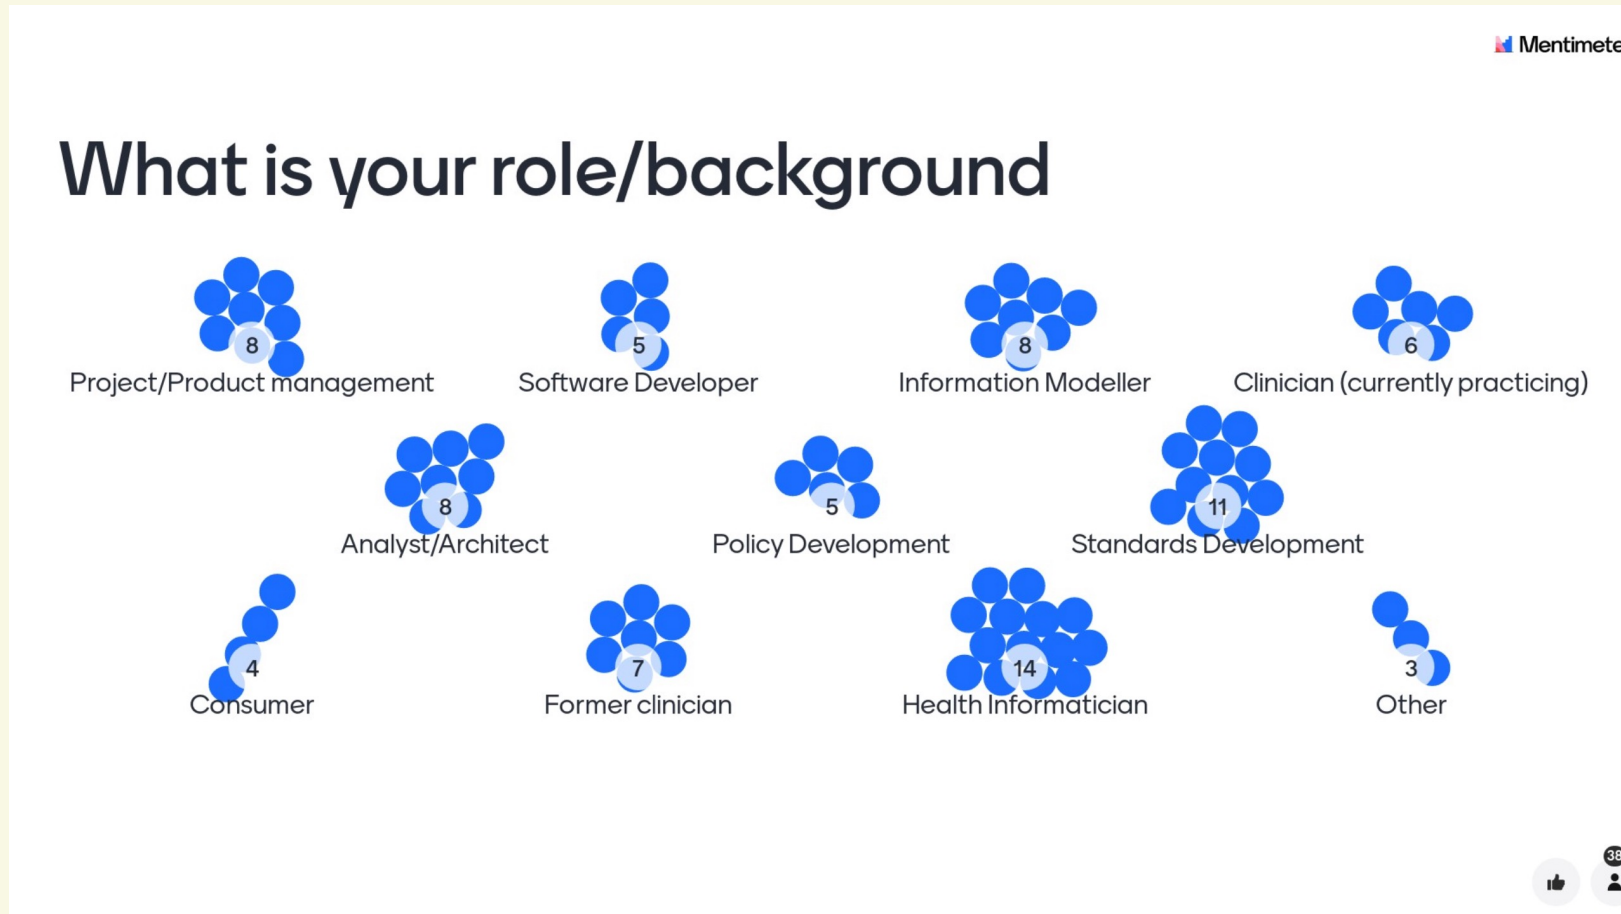 Mentimete
What is your role/background
8
5
8
6
Project/Product management
Software Developer
Information Modeller
Clinician (currently practicing)
8
5
11
Analyst/Architect
Policy Development
Standards Development
4
7
14
3
Consumer
Former clinician
Health Informatician
Other
38